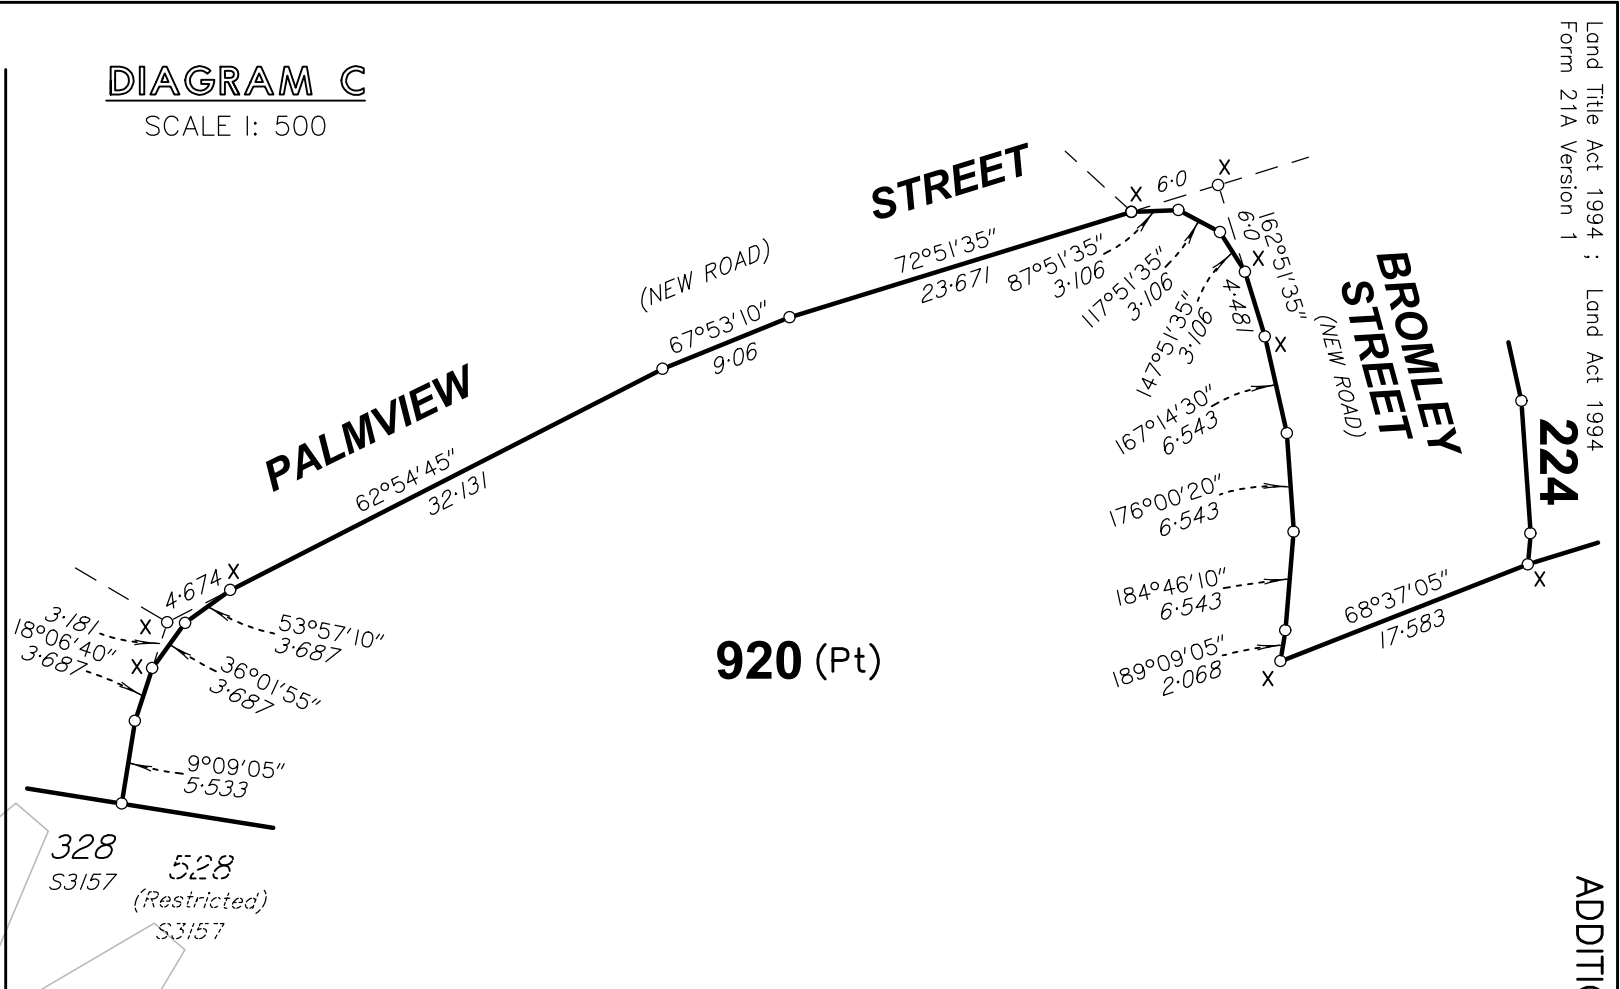 DIAGRAM C
SCALE 1: 500
PALMVIEW
STREET
(NEW ROAD)
BROMLEY
STREET
(NEW ROAD)
62°54'45"
32·131
67°53'10"
9·06
72°51'35"
23·671
X
6·0
X
87°51'35"
3·106
117°51'35"
3·106
147°51'35"
3·106
6·0
X
162°51'35"
4·481
X
167°14'30"
6·543
176°00'20"
6·543
184°46'10"
6·543
189°09'05"
2·068
X
68°37'05"
17·583
X
224
4·674
X
X
3·181
X
18°06'40"
3·687
53°57'10"
3·687
36°01'55"
3·687
9°09'05"
5·533
920 (Pt)
328
S3157
528
(Restricted)
S3157
Land Title Act 1994 ; Land Act 1994
Form 21A Version 1